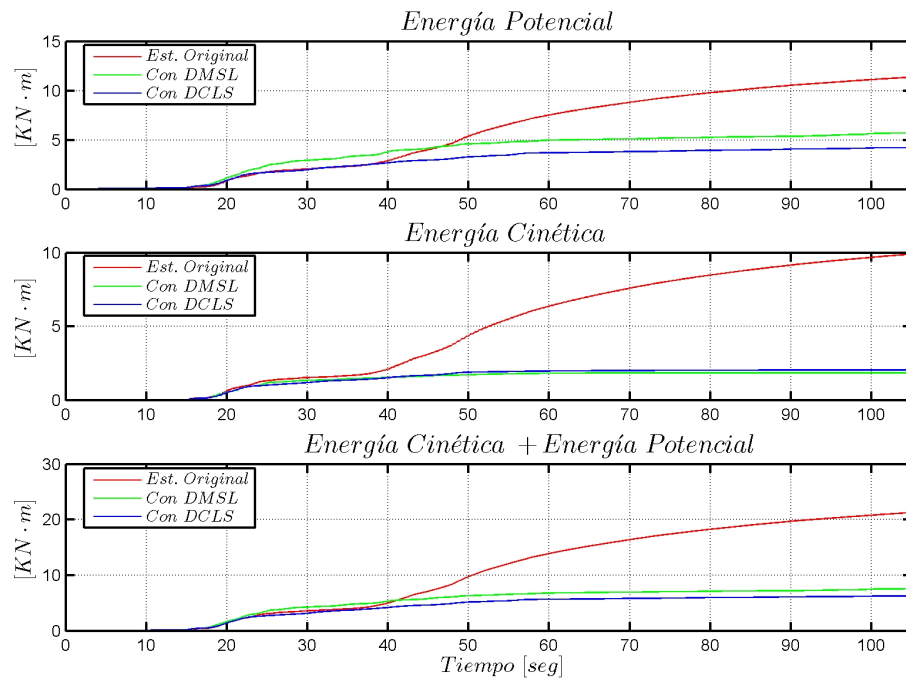 Energía Potencial
[KN · m]
15
10
5
0
Est. Original
Con DMSL
Con DCLS
0 10 20 30 40 50 60 70 80 90 100
Energía Cinética
[KN · m]
10
5
0
Est. Original
Con DMSL
Con DCLS
0 10 20 30 40 50 60 70 80 90 100
Energía Cinética + Energía Potencial
[KN · m]
30
20
10
0
Est. Original
Con DMSL
Con DCLS
0 10 20 30 40 50 60 70 80 90 100
Tiempo [seg]